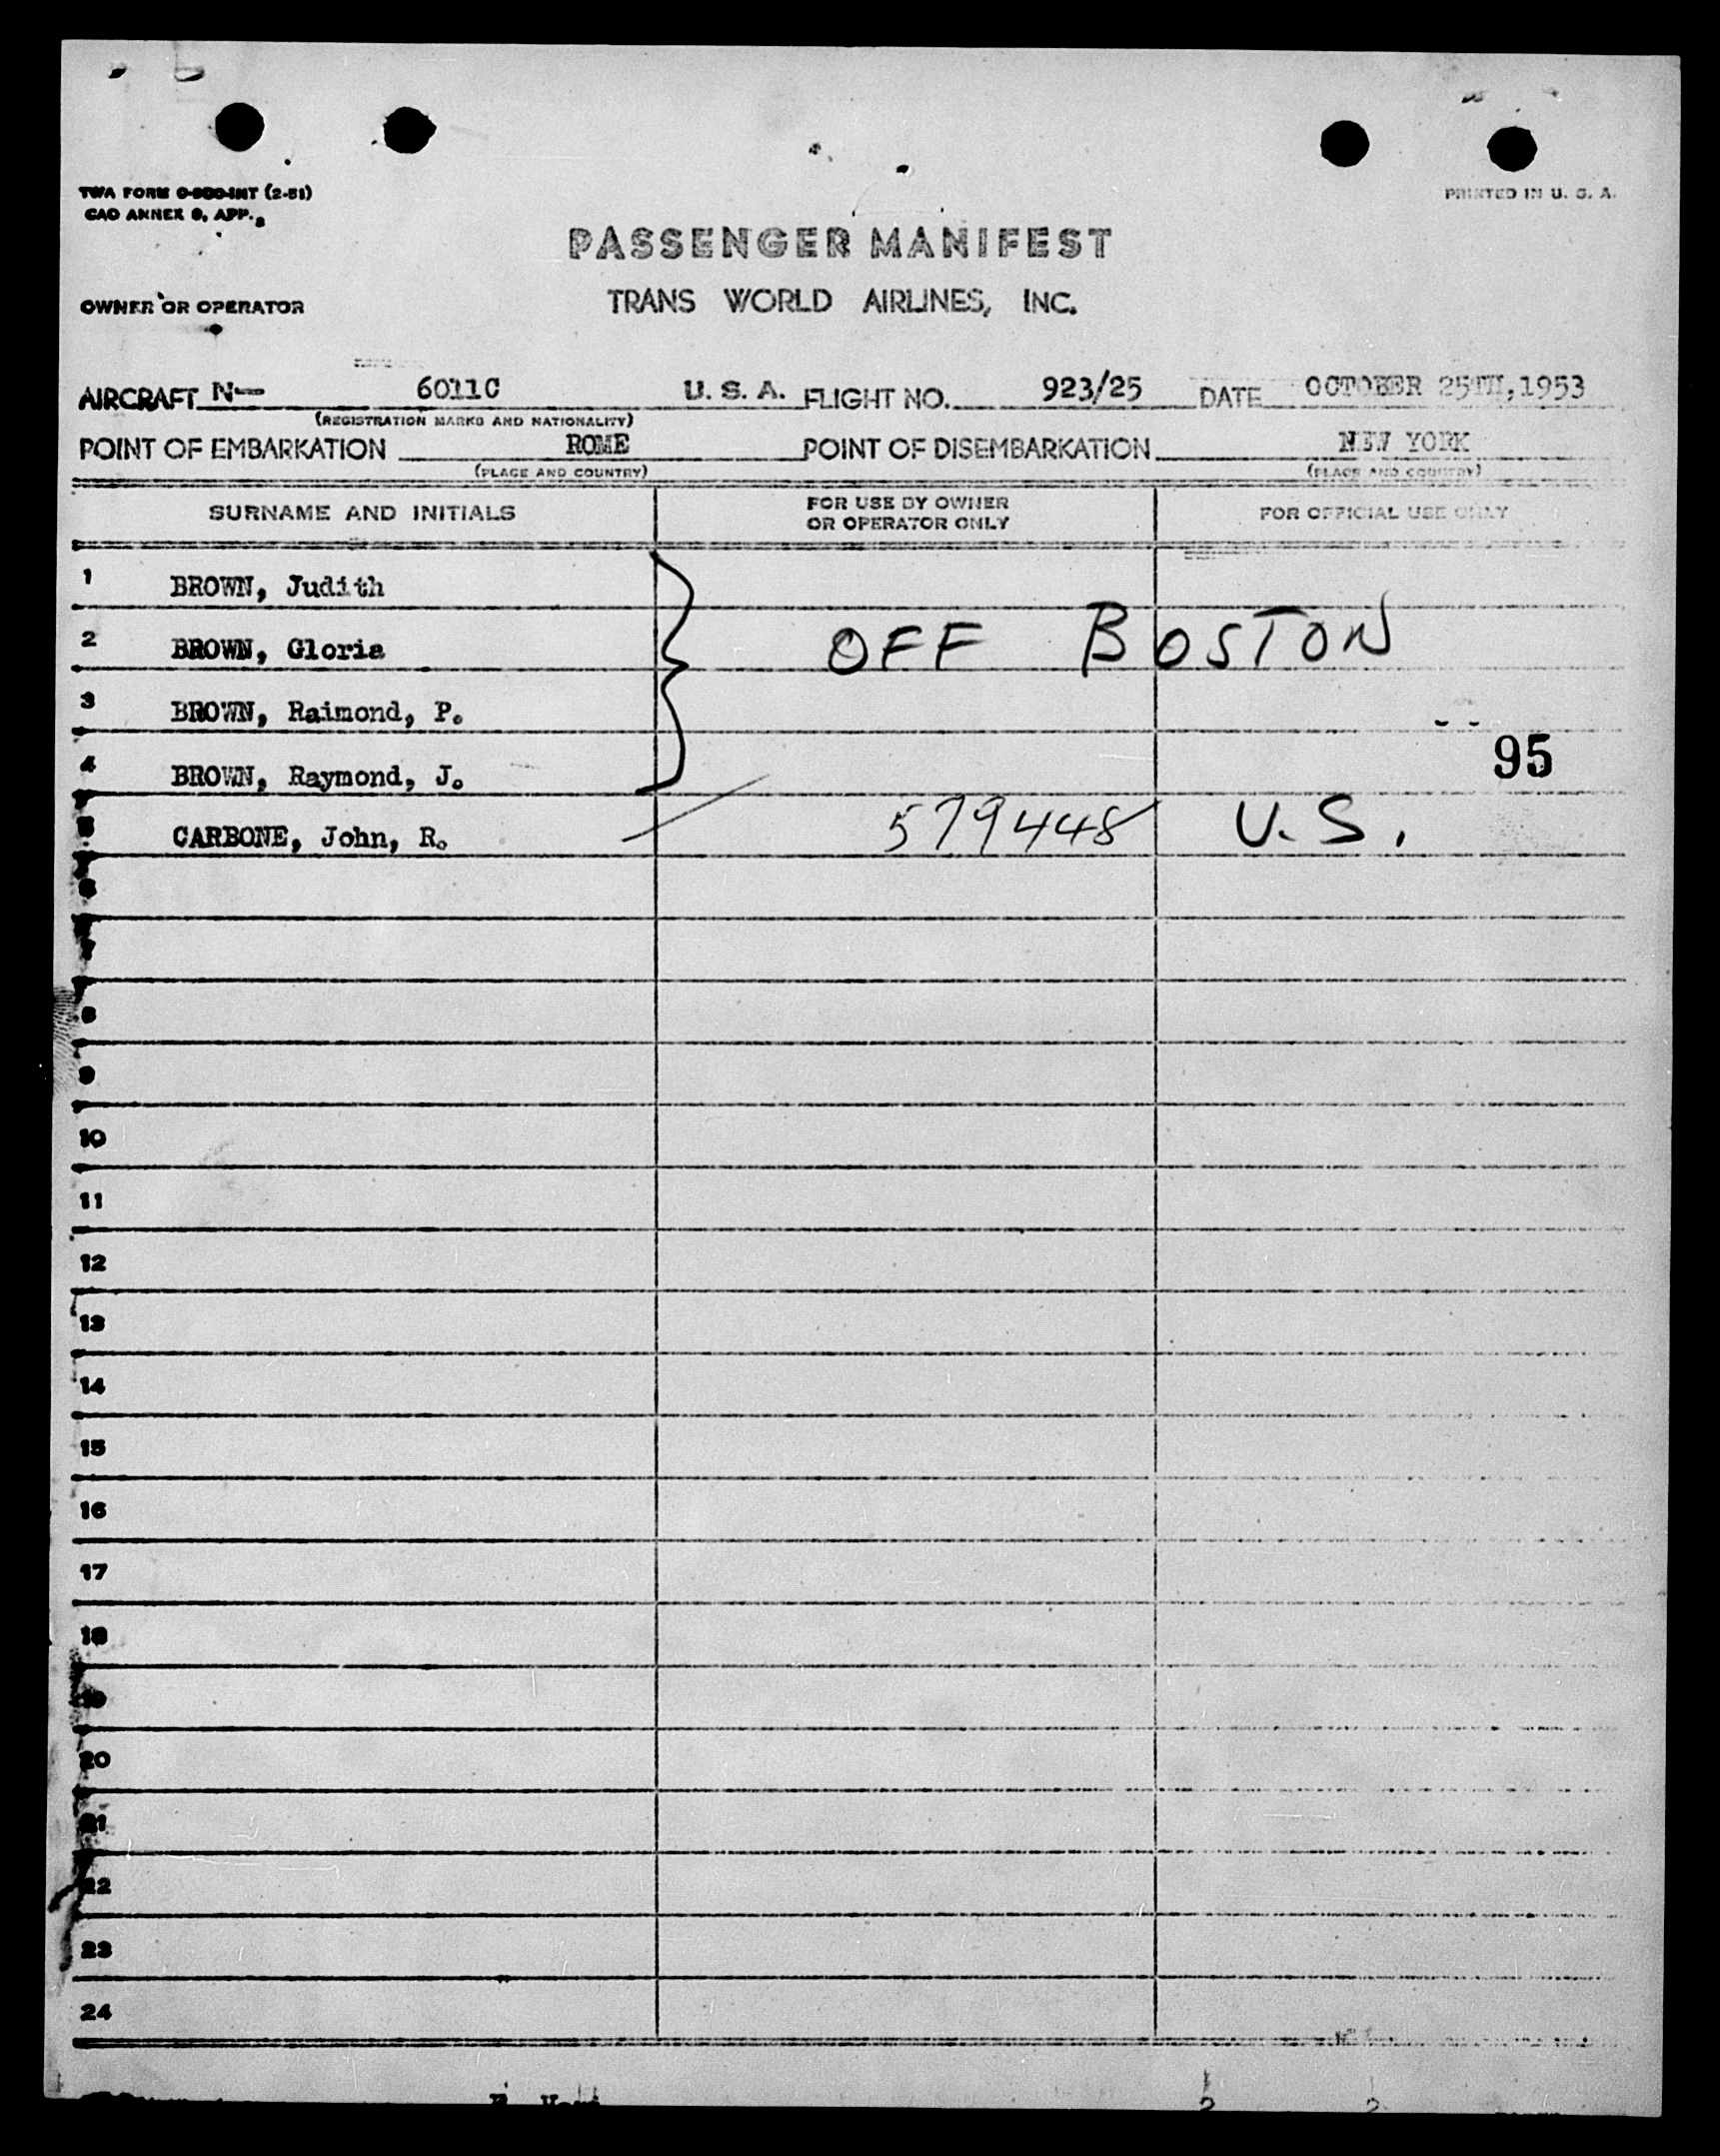 TWA FORM O-900-INT (2-51)
CAO ANNEX 9, APP. 3
PRINTED IN U. S. A.
PASSENGER MANIFEST
OWNER OR OPERATOR
TRANS WORLD AIRLINES, INC.
AIRCRAFT N- 6011C U. S. A. FLIGHT NO. 923/25 DATE OCTOBER 25TH,1953
(REGISTRATION MARKS AND NATIONALITY)
POINT OF EMBARKATION ROME POINT OF DISEMBARKATION NEW YORK
(PLACE AND COUNTRY) (PLACE AND COUNTRY)
SURNAME AND INITIALS FOR USE BY OWNER OR OPERATOR ONLY FOR OFFICIAL USE ONLY
1 BROWN, Judith
2 BROWN, Gloria OFF BOSTON
3 BROWN, Raimond, P.
4 BROWN, Raymond, J. 95
5 CARBONE, John, R. 579448 U.S.
6
7
8
9
10
11
12
13
14
15
16
17
18
19
20
21
22
23
24